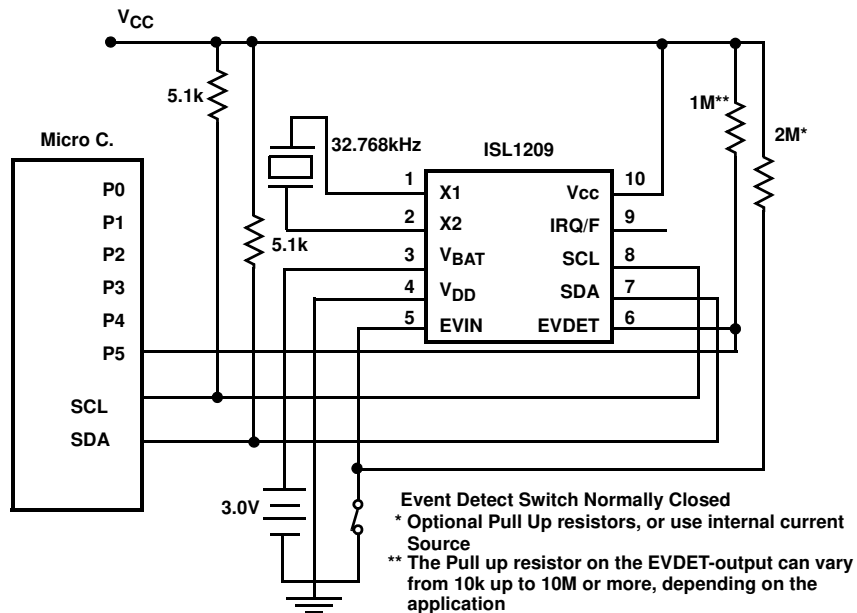 VCC
5.1k
1M**
2M*
Micro C.
32.768kHz
ISL1209
P0
P1
P2
P3
P4
P5
SCL
SDA
5.1k
1 X1 Vcc 10
2 X2 IRQ/F 9
3 VBAT SCL 8
4 VDD SDA 7
5 EVIN EVDET 6
3.0V
Event Detect Switch Normally Closed
* Optional Pull Up resistors, or use internal current
Source
** The Pull up resistor on the EVDET-output can vary
from 10k up to 10M or more, depending on the
application